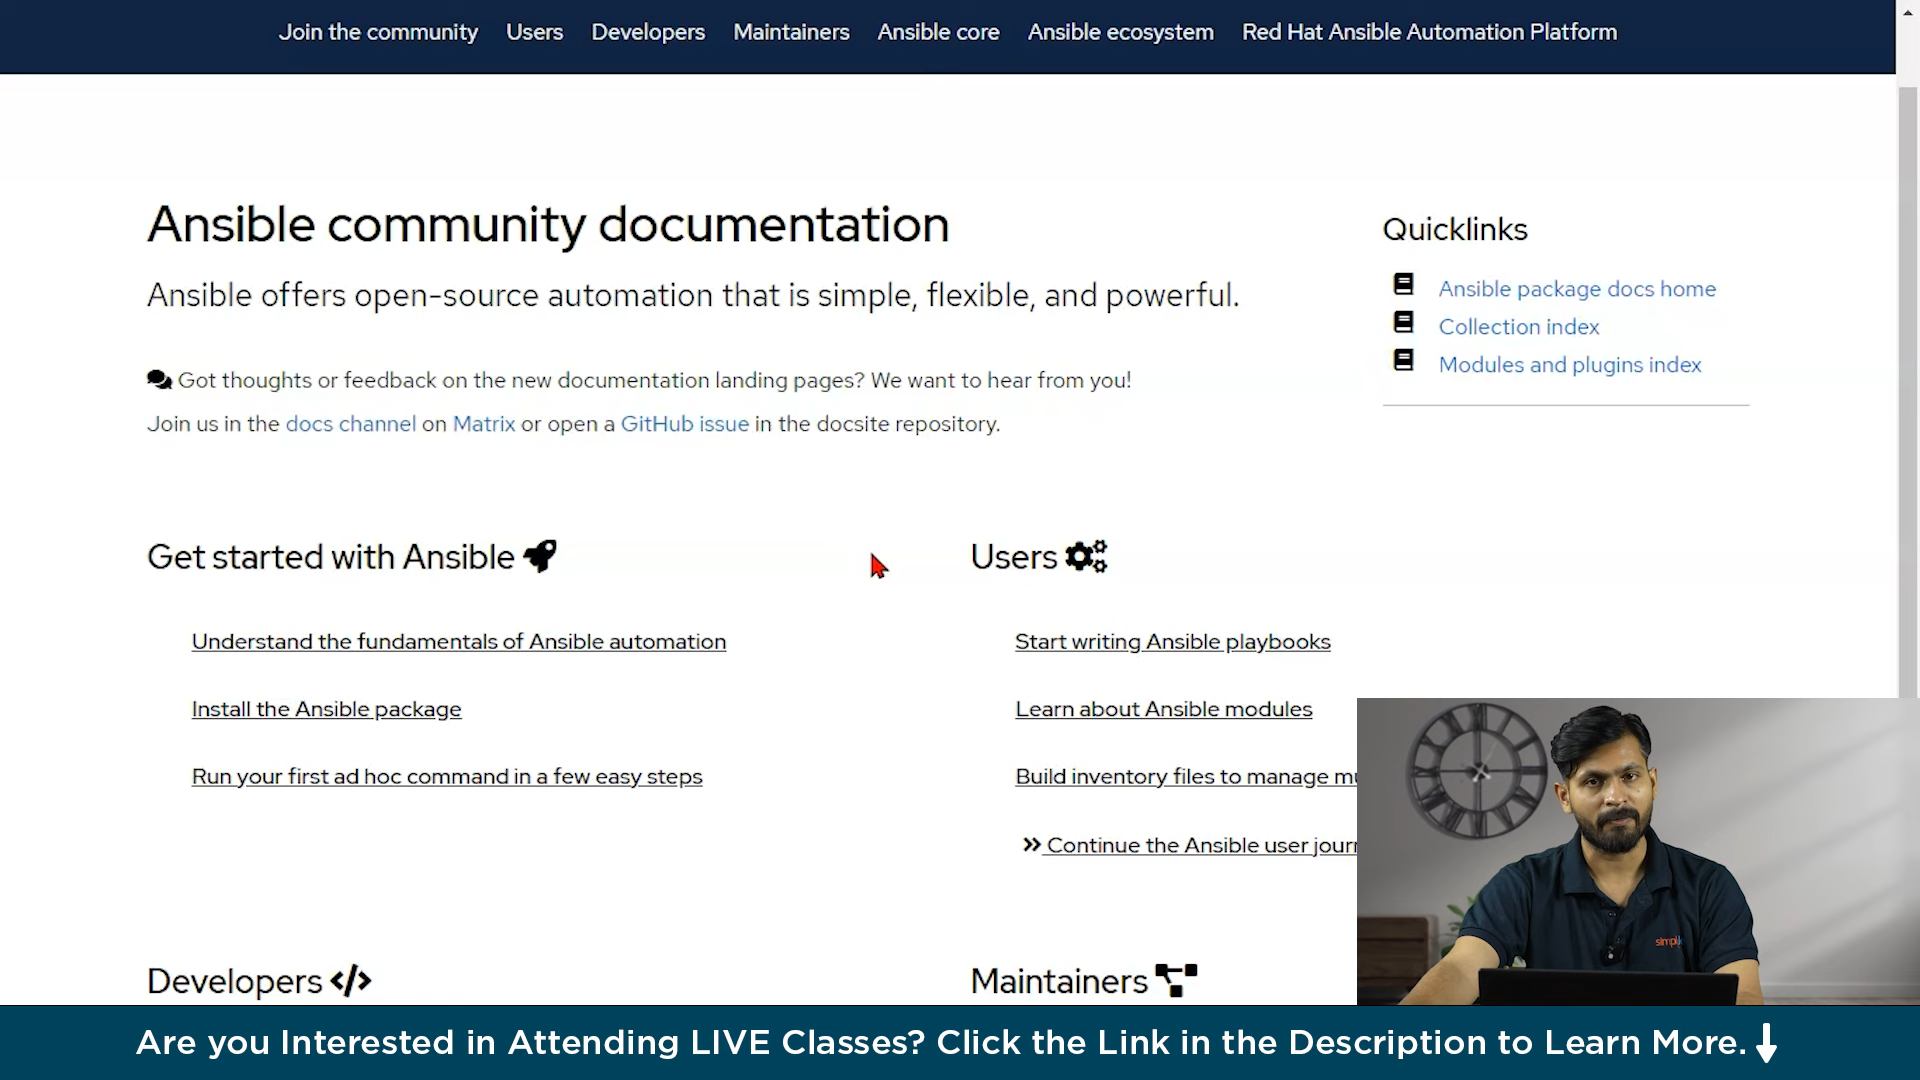 Join the community Users Developers Maintainers Ansible core Ansible ecosystem Red Hat Ansible Automation Platform
Ansible community documentation
Ansible offers open-source automation that is simple, flexible, and powerful.
Got thoughts or feedback on the new documentation landing pages? We want to hear from you!
Join us in the docs channel on Matrix or open a GitHub issue in the docsite repository.
Quicklinks
Ansible package docs home
Collection index
Modules and plugins index
Get started with Ansible
Understand the fundamentals of Ansible automation
Install the Ansible package
Run your first ad hoc command in a few easy steps
Users
Start writing Ansible playbooks
Learn about Ansible modules
Build inventory files to manage
Continue the Ansible user
Developers
Maintainers
Are you Interested in Attending LIVE Classes? Click the Link in the Description to Learn More.